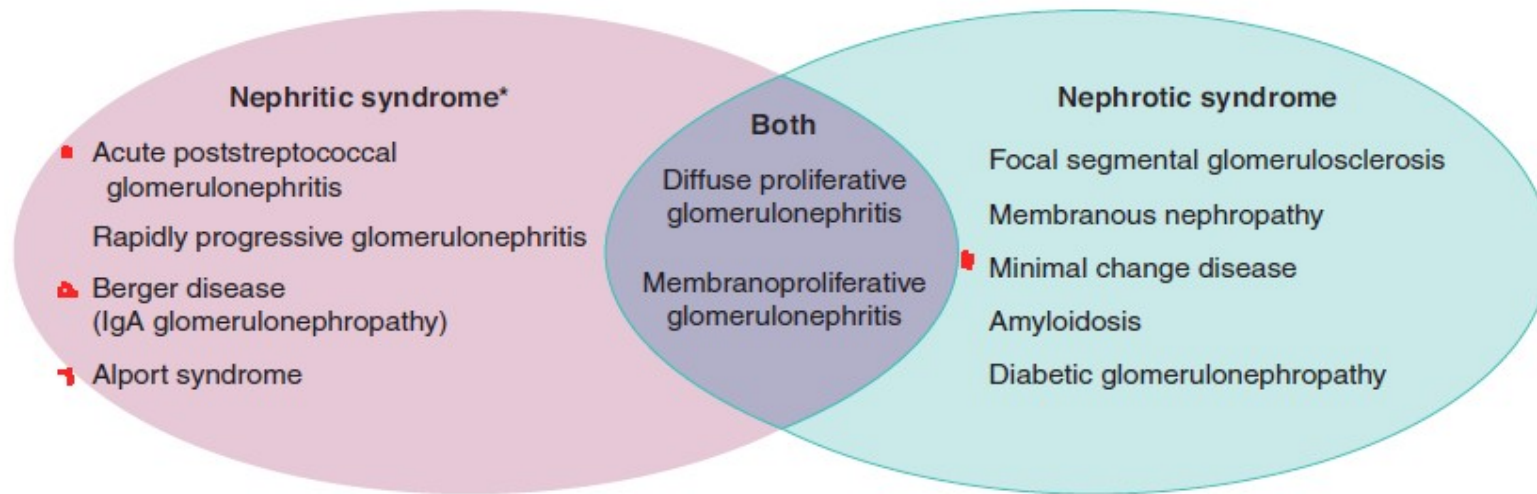 Nephritic syndrome*
Acute poststreptococcal
glomerulonephritis
Rapidly progressive glomerulonephritis
Berger disease
(IgA glomerulonephropathy)
Alport syndrome
Both
Diffuse proliferative
glomerulonephritis
Membranoproliferative
glomerulonephritis
Nephrotic syndrome
Focal segmental glomerulosclerosis
Membranous nephropathy
Minimal change disease
Amyloidosis
Diabetic glomerulonephropathy